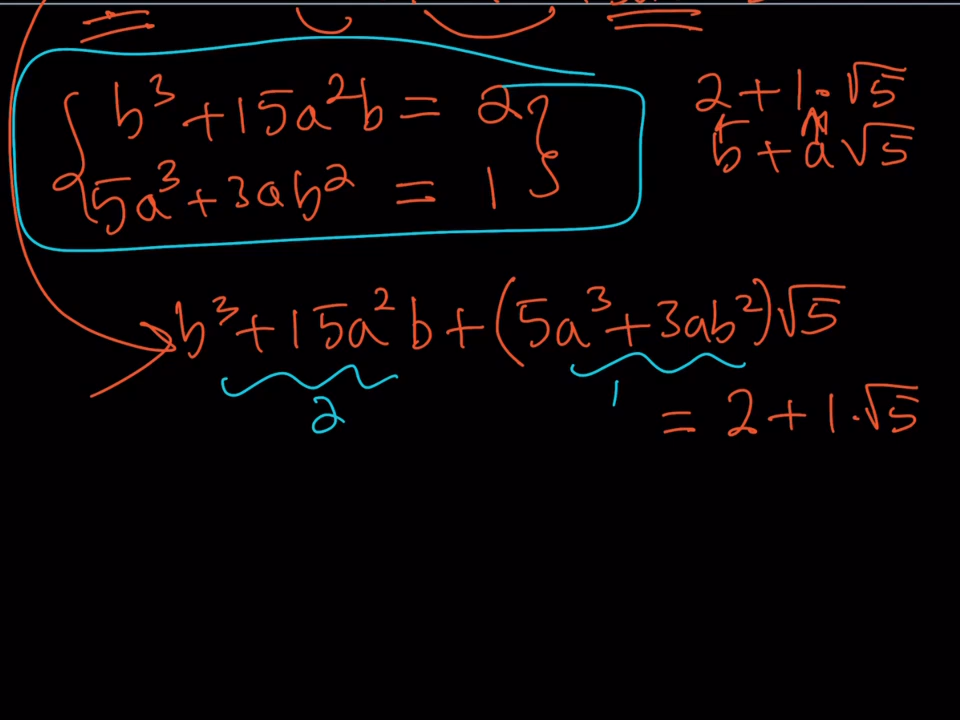 b³ + 15a²b = 2
5a³ + 3ab² = 1
2 + 1·√5
b + a√5
b³ + 15a²b + (5a³ + 3ab²)√5
2 1
= 2 + 1·√5